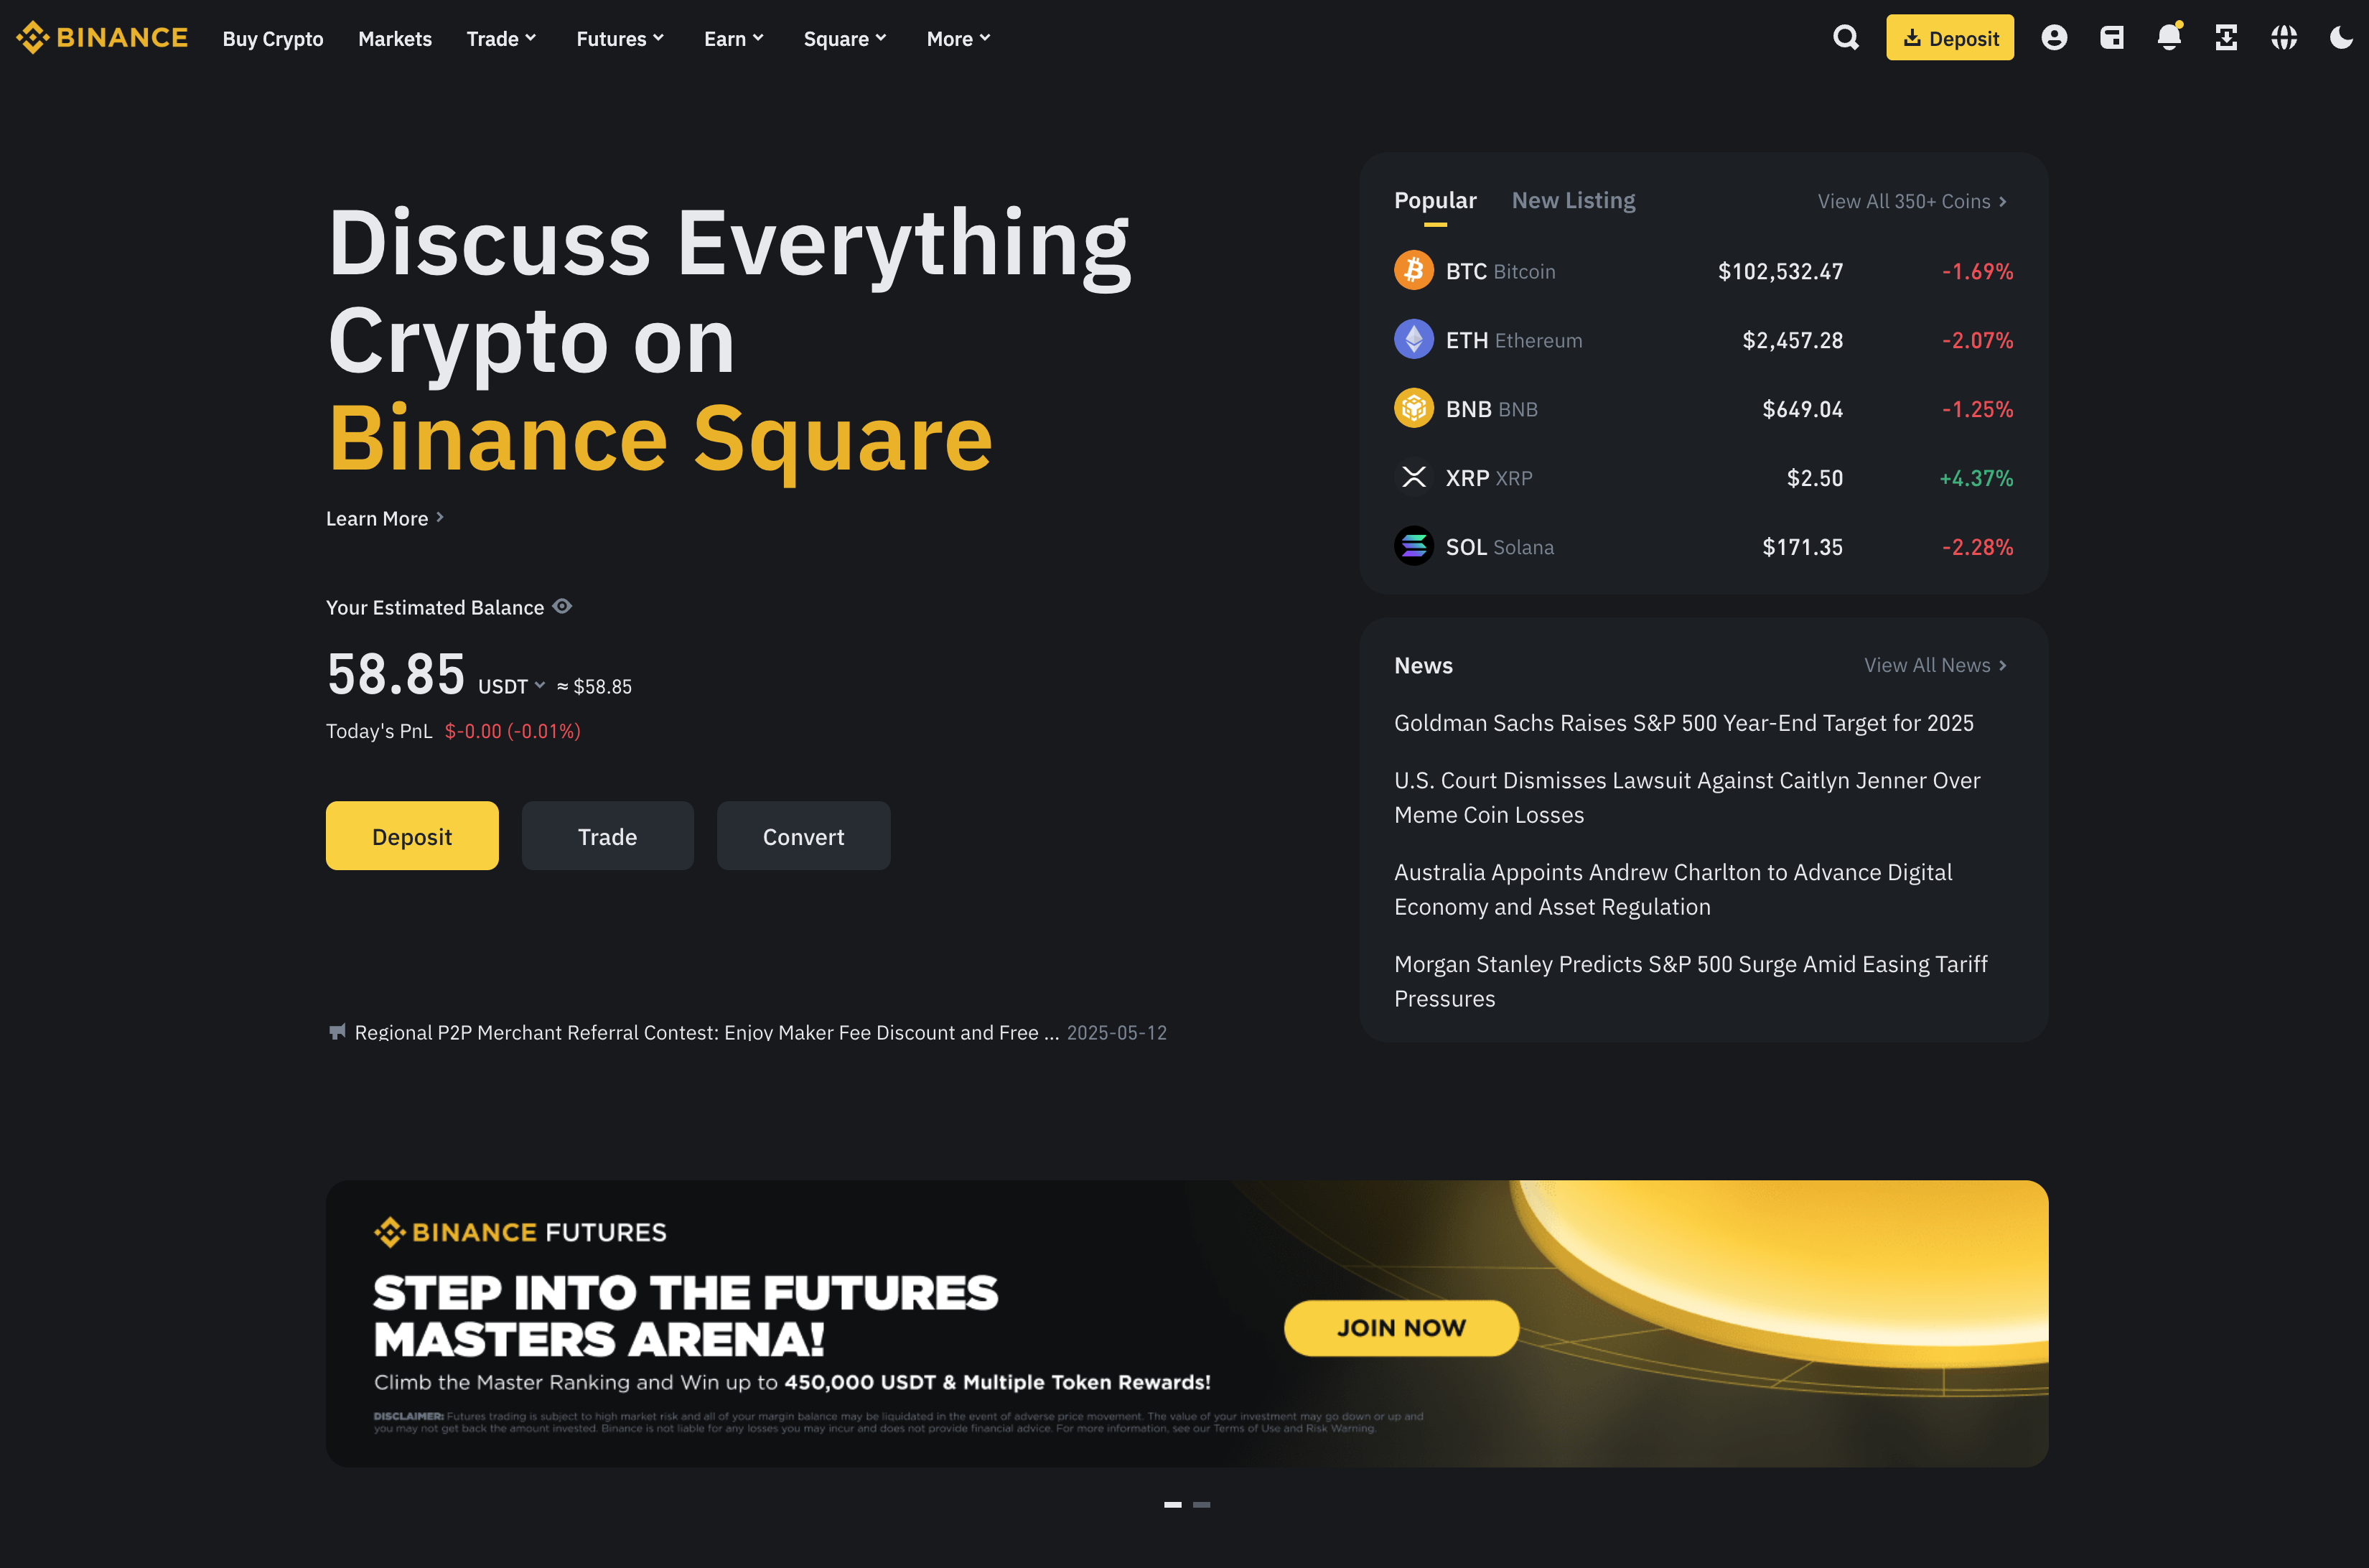 BINANCE Buy Crypto Markets Trade Futures Earn Square More Deposit
Discuss Everything
Crypto on
Binance Square
Learn More
Your Estimated Balance
58.85 USDT ≈ $58.85
Today's PnL $-0.00 (-0.01%)
Deposit Trade Convert
Regional P2P Merchant Referral Contest: Enjoy Maker Fee Discount and Free ... 2025-05-12
Popular New Listing View All 350+ Coins
BTC Bitcoin $102,532.47 -1.69%
ETH Ethereum $2,457.28 -2.07%
BNB BNB $649.04 -1.25%
XRP XRP $2.50 +4.37%
SOL Solana $171.35 -2.28%
News View All News
Goldman Sachs Raises S&P 500 Year-End Target for 2025
U.S. Court Dismisses Lawsuit Against Caitlyn Jenner Over
Meme Coin Losses
Australia Appoints Andrew Charlton to Advance Digital
Economy and Asset Regulation
Morgan Stanley Predicts S&P 500 Surge Amid Easing Tariff
Pressures
BINANCE FUTURES
STEP INTO THE FUTURES
MASTERS ARENA!
Climb the Master Ranking and Win up to 450,000 USDT & Multiple Token Rewards!
JOIN NOW
DISCLAIMER: Futures trading is subject to high market risk and all of your margin balance may be liquidated in the event of adverse price movement. The value of your investment may go down or up and
you may not get back the amount invested. Binance is not liable for any losses you may incur and does not provide financial advice. For more information, see our Terms of Use and Risk Warning.